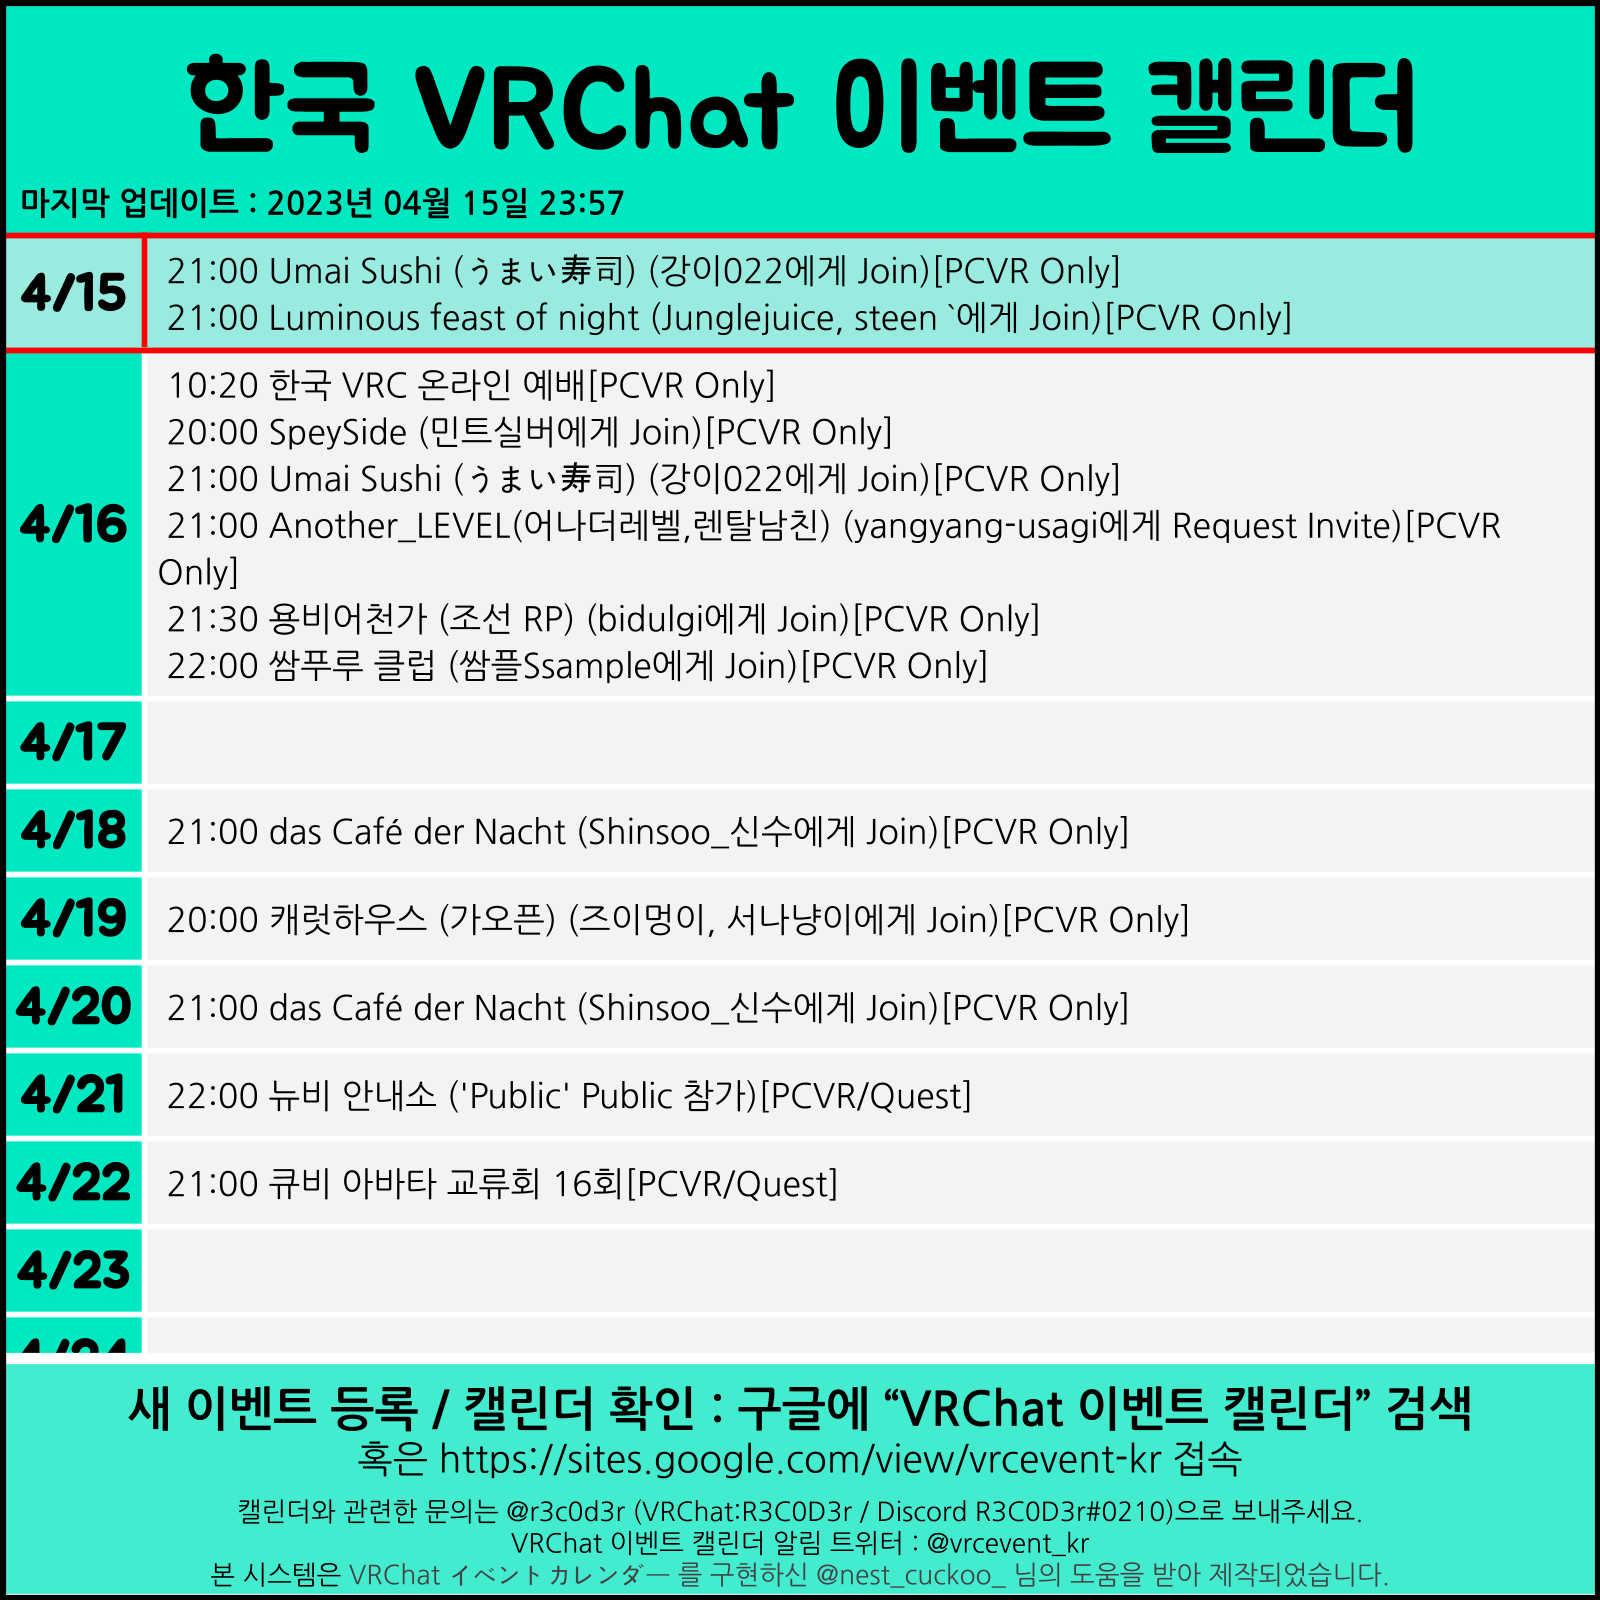 한국 VRChat 이벤트 캘린더
마지막 업데이트 : 2023년 04월 15일 23:57
4/15
21:00 Umai Sushi (うまい寿司) (강이022에게 Join)[PCVR Only]
21:00 Luminous feast of night (Junglejuice, steen `에게 Join)[PCVR Only]
4/16
10:20 한국 VRC 온라인 예배[PCVR Only]
20:00 SpeySide (민트실버에게 Join)[PCVR Only]
21:00 Umai Sushi (うまい寿司) (강이022에게 Join)[PCVR Only]
21:00 Another_LEVEL(어나더레벨,렌탈남친) (yangyang-usagi에게 Request Invite)[PCVR
Only]
21:30 용비어천가 (조선 RP) (bidulgi에게 Join)[PCVR Only]
22:00 쌈푸루 클럽 (쌈플Ssample에게 Join)[PCVR Only]
4/17
4/18
21:00 das Café der Nacht (Shinsoo_신수에게 Join)[PCVR Only]
4/19
20:00 캐럿하우스 (가오픈) (즈이멍이, 서나냥이에게 Join)[PCVR Only]
4/20
21:00 das Café der Nacht (Shinsoo_신수에게 Join)[PCVR Only]
4/21
22:00 뉴비 안내소 ('Public' Public 참가)[PCVR/Quest]
4/22
21:00 큐비 아바타 교류회 16회[PCVR/Quest]
4/23
4/24
새 이벤트 등록 / 캘린더 확인 : 구글에 “VRChat 이벤트 캘린더” 검색
혹은 https://sites.google.com/view/vrcevent-kr 접속
캘린더와 관련한 문의는 @r3c0d3r (VRChat:R3C0D3r / Discord R3C0D3r#0210)으로 보내주세요.
VRChat 이벤트 캘린더 알림 트위터 : @vrcevent_kr
본 시스템은 VRChat イベントカレンダー 를 구현하신 @nest_cuckoo_ 님의 도움을 받아 제작되었습니다.